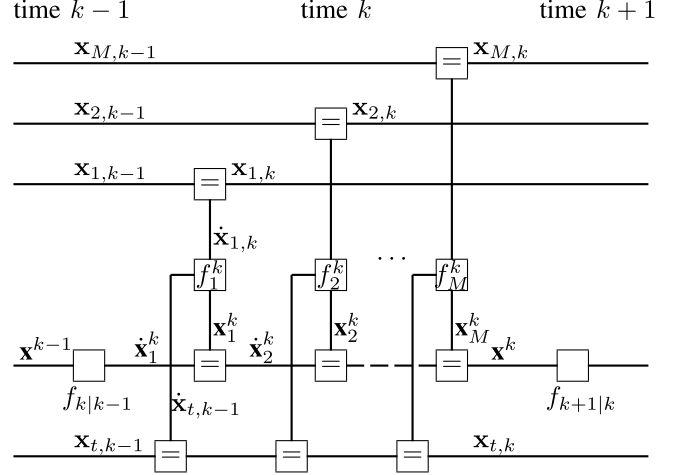 time k − 1 time k time k + 1
x_{M,k−1} = x_{M,k}
x_{2,k−1} = x_{2,k}
x_{1,k−1} = x_{1,k}
ẋ_{1,k}
f_1^k f_2^k ··· f_M^k
x_1^k x_2^k x_M^k
x^{k−1} ẋ_1^k = ẋ_2^k = = x^k
f_{k|k−1} ẋ_{t,k−1} f_{k+1|k}
x_{t,k−1} = = = x_{t,k}